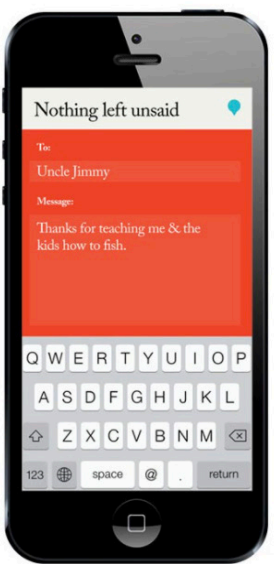 Nothing left unsaid
To:
Uncle Jimmy
Message:
Thanks for teaching me & the
kids how to fish.
Q W E R T Y U I O P
A S D F G H J K L
Z X C V B N M
123 space @ . return